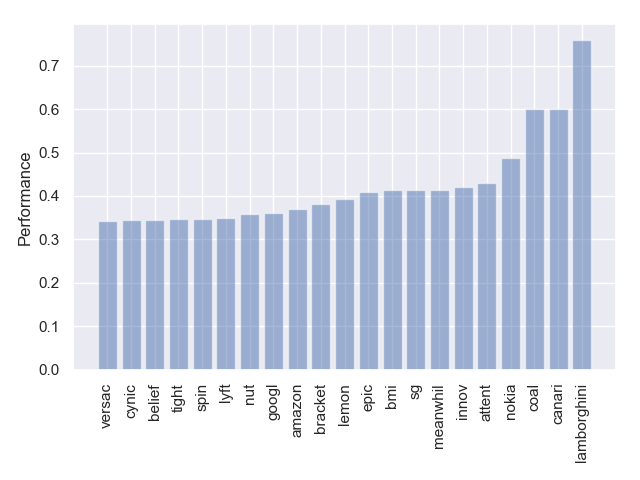 0.7
0.6
0.5
0.4
0.3
0.2
0.1
0.0
Performance
versac
cynic
belief
tight
spin
lyft
nut
googl
amazon
bracket
lemon
epic
bmi
sg
meanwhil
innov
attent
nokia
coal
canari
lamborghini